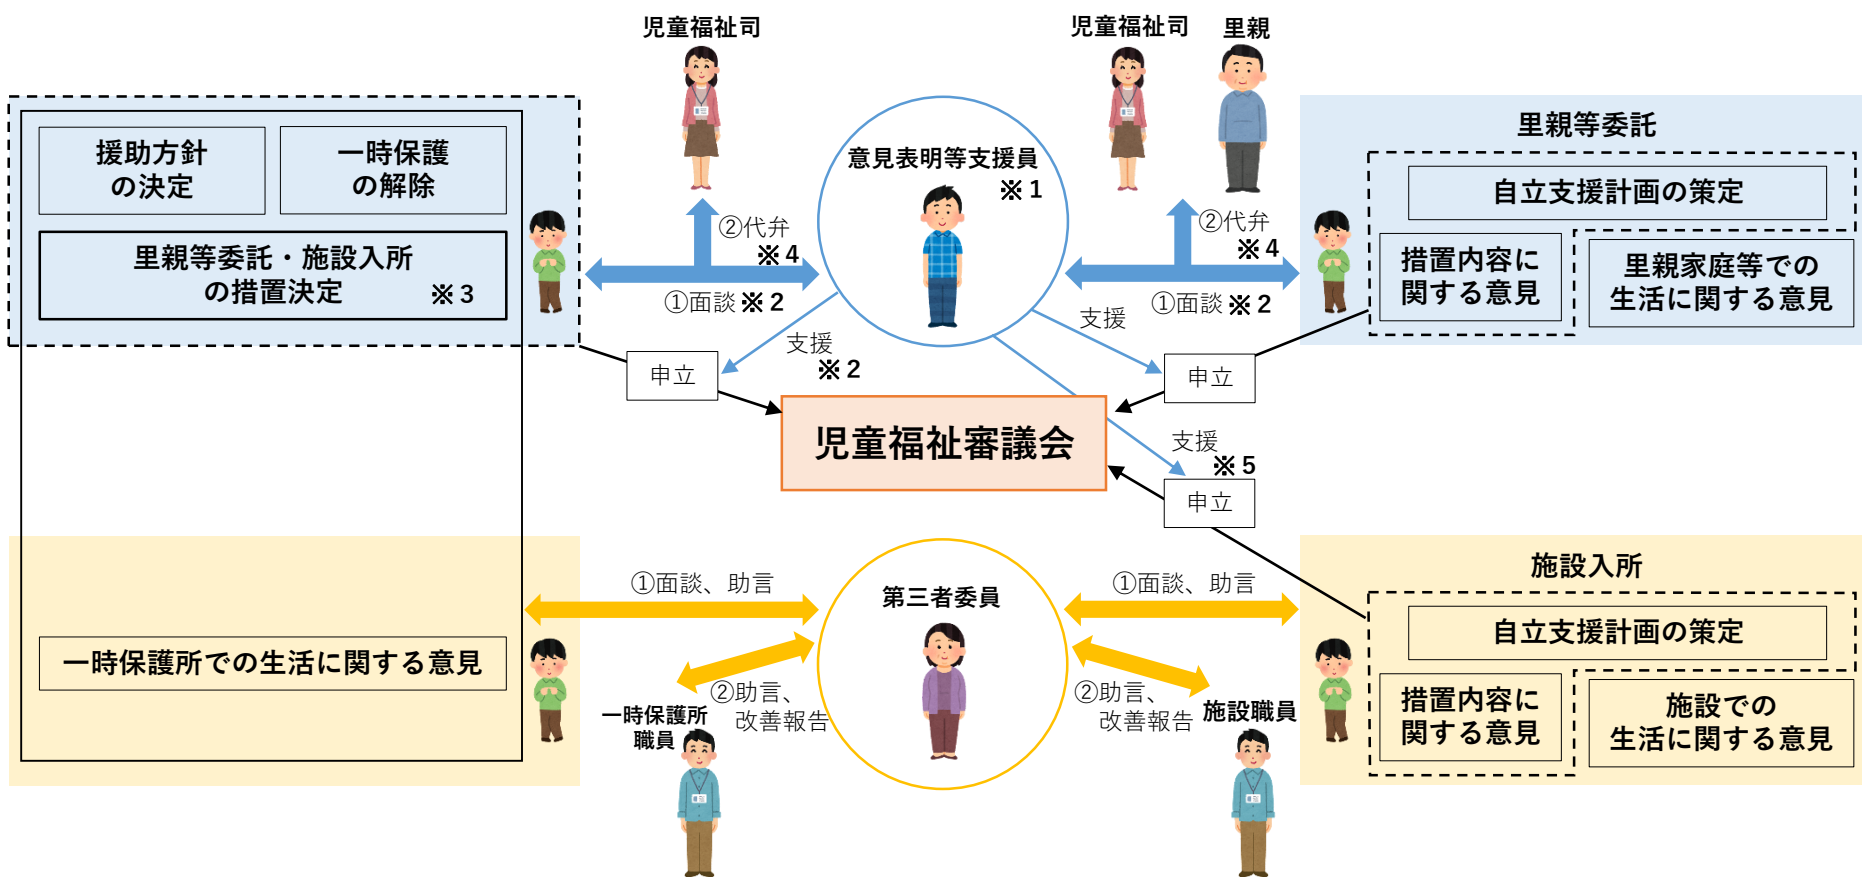 児童福祉司
児童福祉司
里親
援助方針
の決定
一時保護
の解除
里親等委託・施設入所
の措置決定
※3
②代弁
※4
①面談※2
意見表明等支援員
※1
②代弁
※4
①面談※2
里親等委託
自立支援計画の策定
措置内容に
関する意見
里親家庭等での
生活に関する意見
支援
※2
申立
支援
申立
児童福祉審議会
支援
※5
申立
一時保護所での生活に関する意見
①面談、助言
②助言、
改善報告
一時保護所
職員
第三者委員
①面談、助言
②助言、
改善報告
施設職員
施設入所
自立支援計画の策定
措置内容に
関する意見
施設での
生活に関する意見